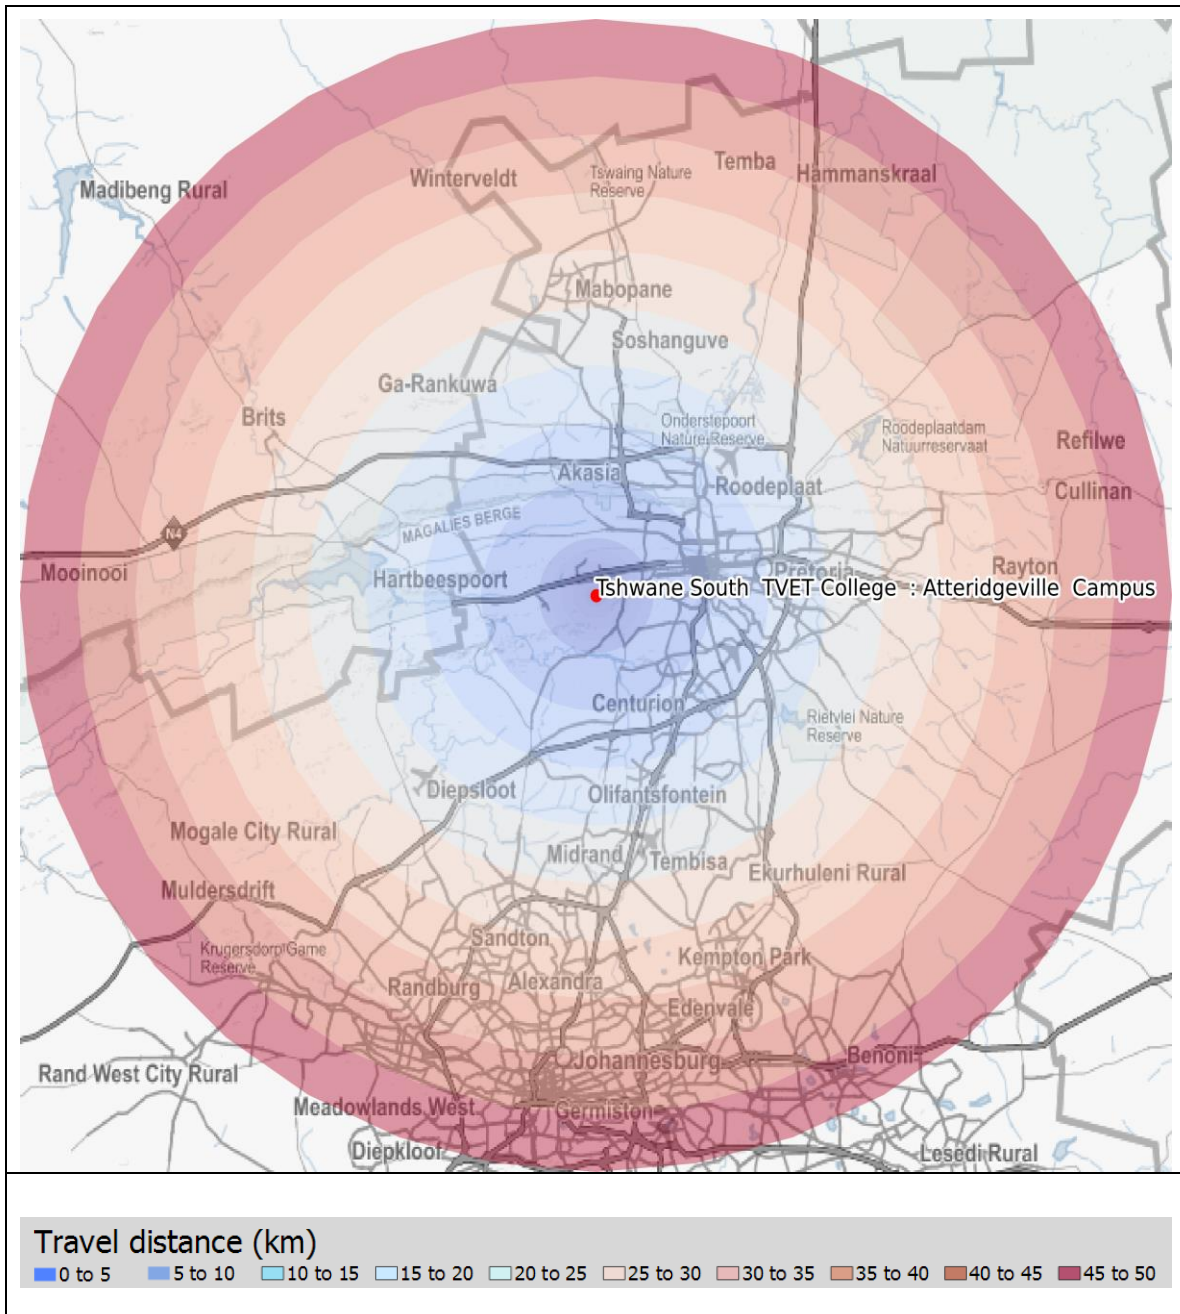 Temba
Tswaing Nature
Reserve
Hammanskraal
Winterveldt
Madibeng Rural
Mabopane
Soshanguve
Ga-Rankuwa
Brits
Onderstepoort
Nature Reserve
Roodeplaatdam
Natuurreservaat
Refilwe
Akasia
Roodeplaat
Cullinan
MAGALIES BERGE
N4
Mooinooi
Hartbeespoort
Pretoria
Rayton
Tshwane South TVET College : Atteridgeville Campus
Centurion
Rietvlei Nature
Reserve
Diepsloot
Olifantsfontein
Mogale City Rural
Midrand
Tembisa
Ekurhuleni Rural
Muldersdrift
Sandton
Krugersdorp Game
Reserve
Kempton Park
Randburg
Alexandra
Edenvale
Johannesburg
Benoni
Rand West City Rural
Meadowlands West
Germiston
Diepkloof
Lesedi Rural
Travel distance (km)
0 to 5 5 to 10 10 to 15 15 to 20 20 to 25 25 to 30 30 to 35 35 to 40 40 to 45 45 to 50